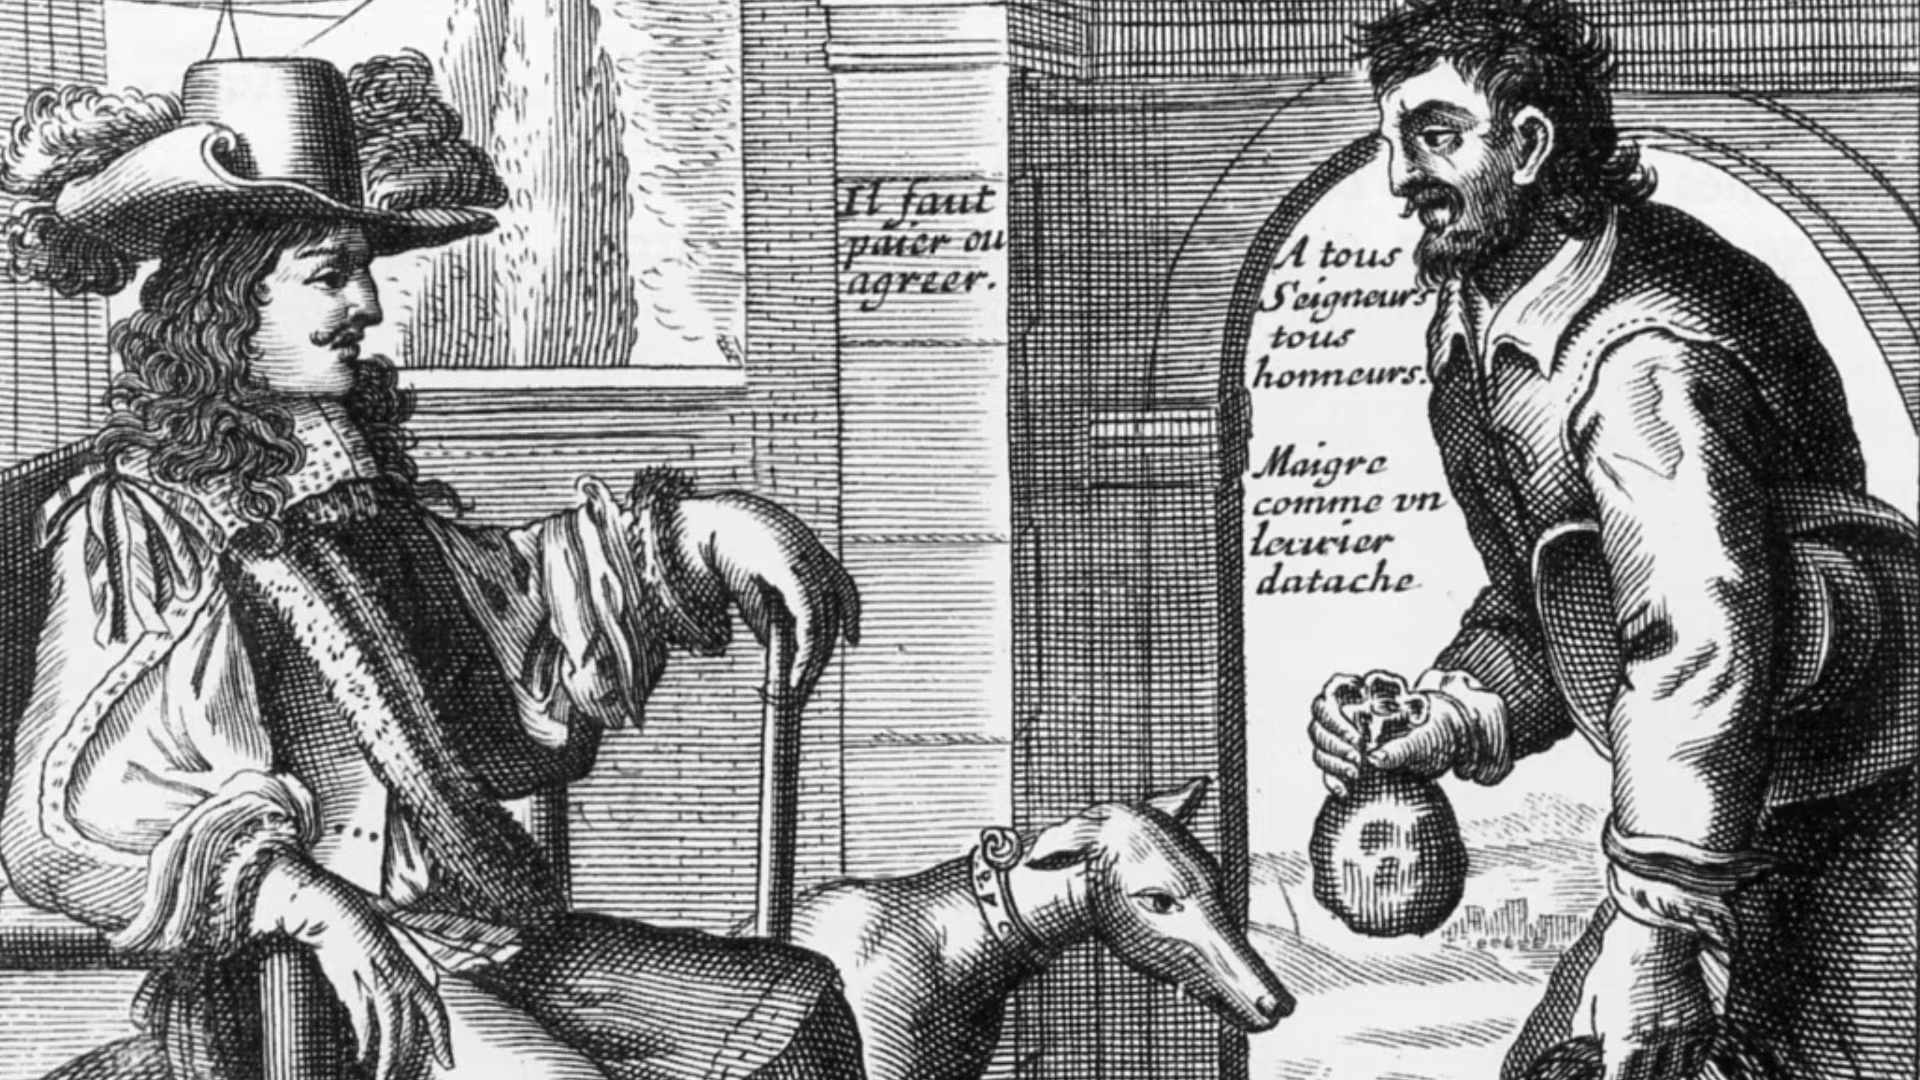 Il faut
paier ou
agreer.
A tous
Seigneurs
tous
honneurs.
Maigre
comme vn
leurier
datache